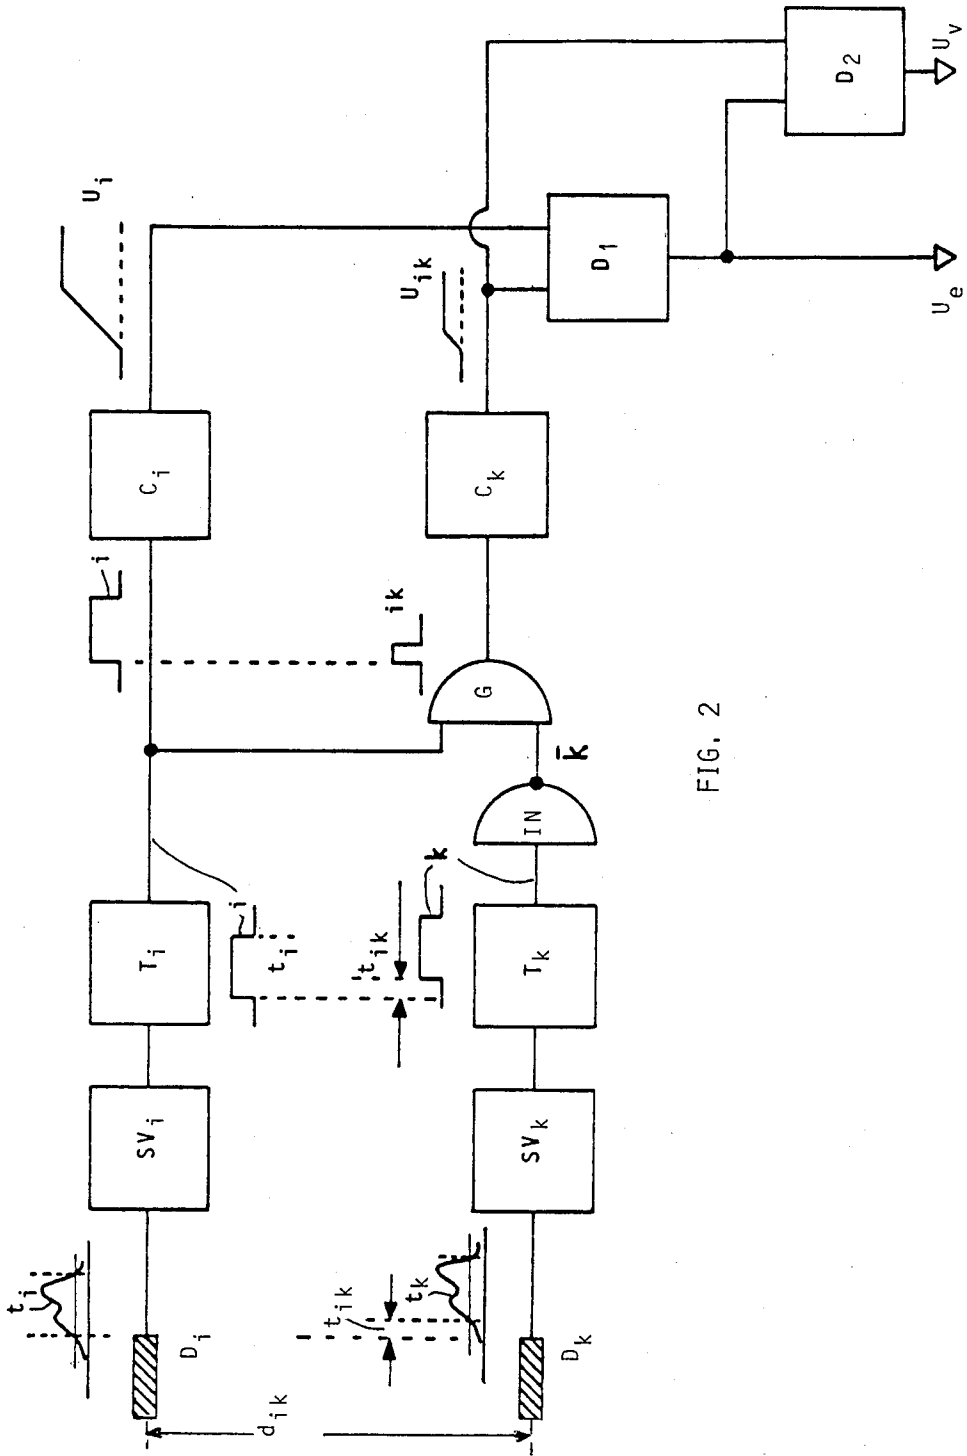 t_i
D_i
SV_i
T_i
i
t_i
i
C_i
U_i
d_ik
t_ik
t_k
D_k
SV_k
T_k
t_ik
k
IN
k̄
G
ik
C_k
U_ik
D_1
D_2
U_e
U_v
FIG. 2